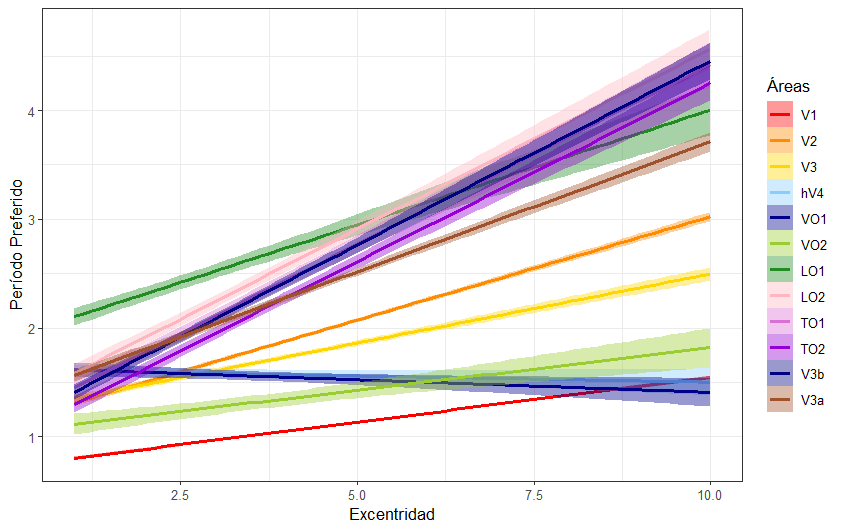 4
3
2
1
Período Preferido
2.5 5.0 7.5 10.0
Excentridad
Áreas
V1
V2
V3
hV4
VO1
VO2
LO1
LO2
TO1
TO2
V3b
V3a